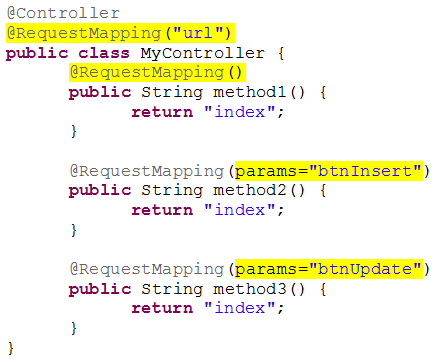 @Controller
@RequestMapping("url")
public class MyController {
@RequestMapping()
public String method1() {
return "index";
}
@RequestMapping(params="btnInsert")
public String method2() {
return "index";
}
@RequestMapping(params="btnUpdate")
public String method3() {
return "index";
}
}